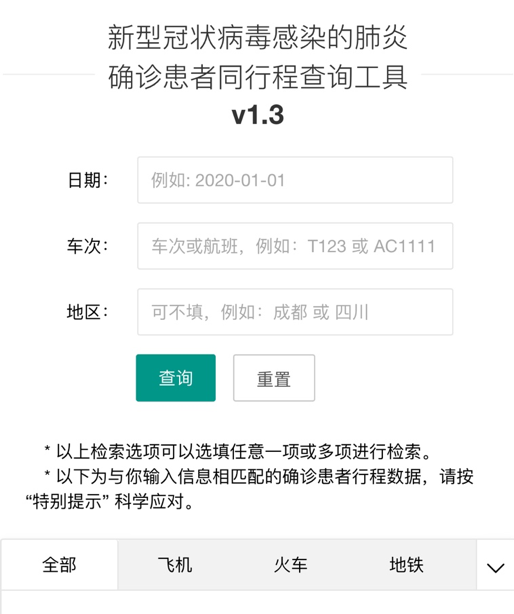 新型冠状病毒感染的肺炎
确诊患者同行程查询工具
v1.3
日期： 例如: 2020-01-01
车次： 车次或航班，例如：T123 或 AC1111
地区： 可不填，例如：成都 或 四川
查询 重置
* 以上检索选项可以选填任意一项或多项进行检索。
* 以下为与你输入信息相匹配的确诊患者行程数据，请按
“特别提示” 科学应对。
全部 飞机 火车 地铁